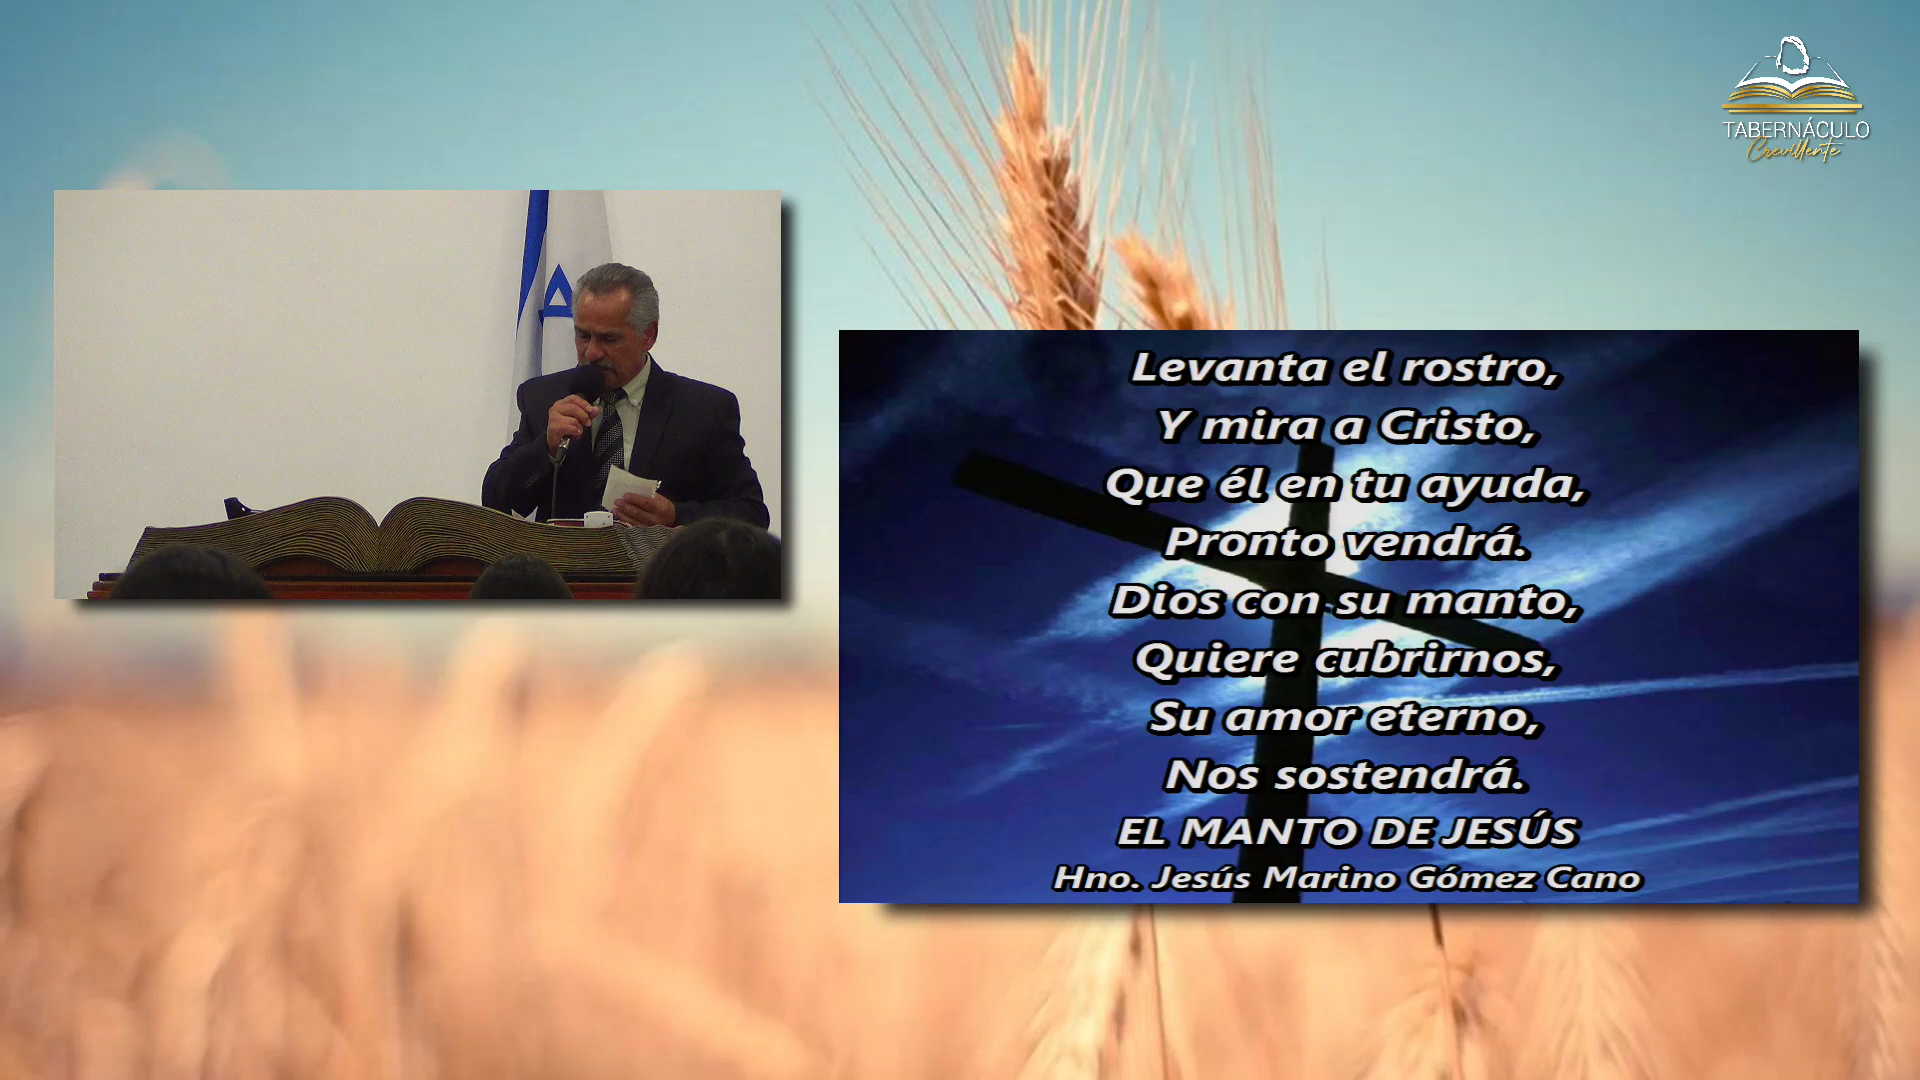 TABERNÁCULO
Crevillente
Levanta el rostro,
Y mira a Cristo,
Que él en tu ayuda,
Pronto vendrá.
Dios con su manto,
Quiere cubrirnos,
Su amor eterno,
Nos sostendrá.
EL MANTO DE JESÚS
Hno. Jesús Marino Gómez Cano